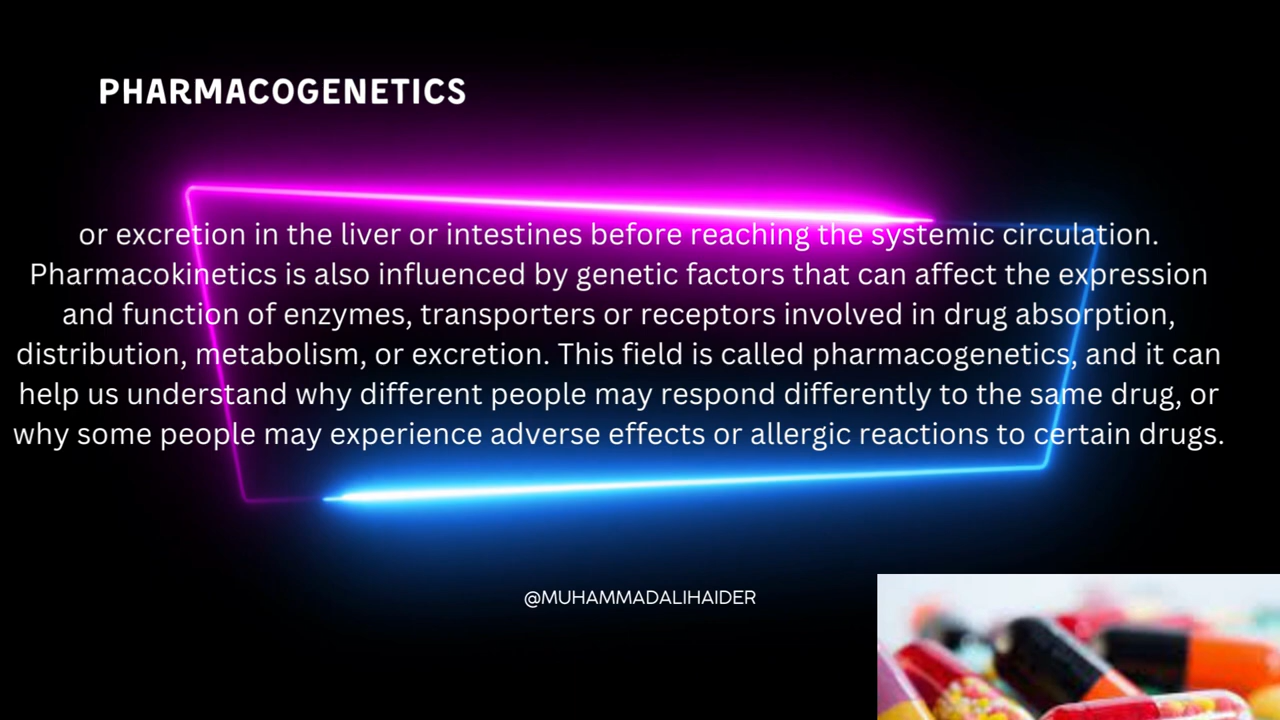 PHARMACOGENETICS
or excretion in the liver or intestines before reaching the systemic circulation.
Pharmacokinetics is also influenced by genetic factors that can affect the expression
and function of enzymes, transporters or receptors involved in drug absorption,
distribution, metabolism, or excretion. This field is called pharmacogenetics, and it can
help us understand why different people may respond differently to the same drug, or
why some people may experience adverse effects or allergic reactions to certain drugs.
@MUHAMMADALIHAIDER